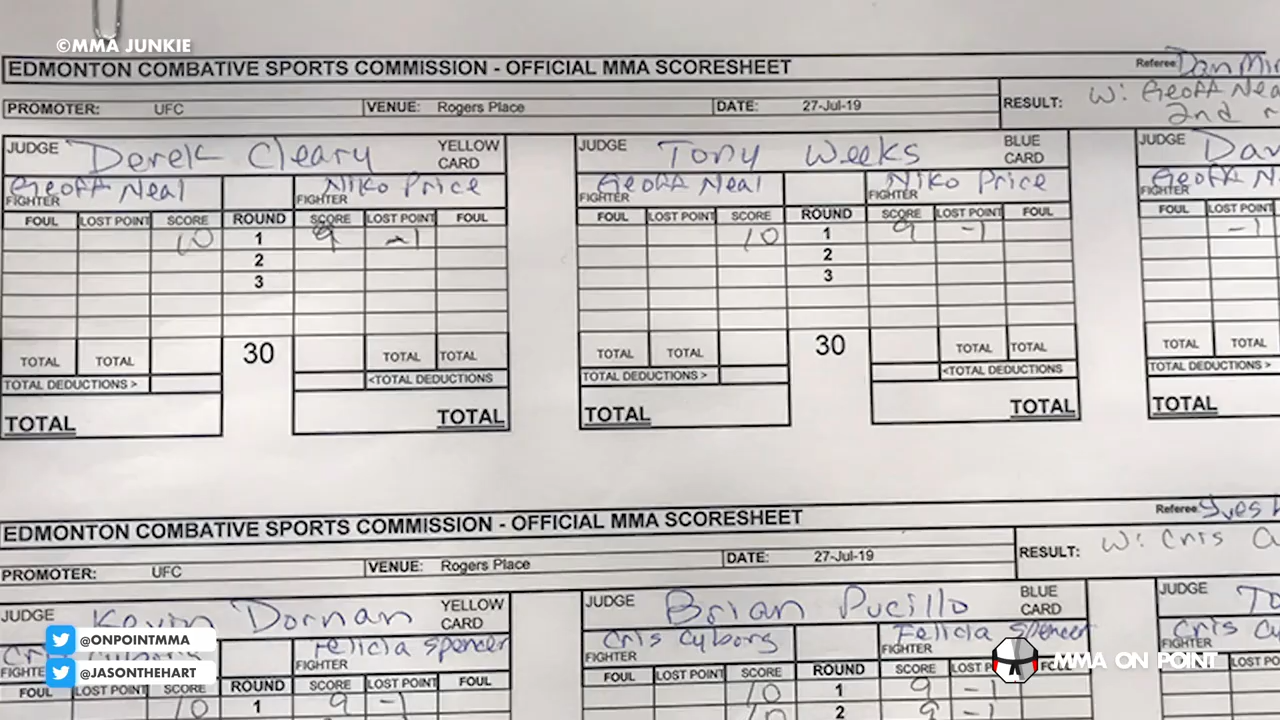 ©MMA JUNKIE
EDMONTON COMBATIVE SPORTS COMMISSION - OFFICIAL MMA SCORESHEET
Referee: Dan
PROMOTER: UFC VENUE: Rogers Place DATE: 27-Jul-19 RESULT: W: Geoff Neal
2nd
JUDGE Derek Cleary YELLOW CARD
Geoff Neal Niko Price
FIGHTER FIGHTER
FOUL LOST POINT SCORE ROUND SCORE LOST POINT FOUL
10 1 9 -1
2
3
TOTAL TOTAL 30 TOTAL TOTAL
TOTAL DEDUCTIONS > <TOTAL DEDUCTIONS
TOTAL TOTAL
JUDGE Tony Weeks BLUE CARD
Geoff Neal Niko Price
FIGHTER FIGHTER
FOUL LOST POINT SCORE ROUND SCORE LOST POINT FOUL
10 1 9 -1
2
3
TOTAL TOTAL 30 TOTAL TOTAL
TOTAL DEDUCTIONS > <TOTAL DEDUCTIONS
TOTAL TOTAL
JUDGE
Geoff
FIGHTER
FOUL LOST POINT
-1
TOTAL TOTAL
TOTAL DEDUCTIONS >
TOTAL
EDMONTON COMBATIVE SPORTS COMMISSION - OFFICIAL MMA SCORESHEET
Referee: Yves
PROMOTER: UFC VENUE: Rogers Place DATE: 27-Jul-19 RESULT: W: Cris
JUDGE Kevin Dornan YELLOW CARD
Felicia Spencer
FIGHTER
FOUL LOST POINT SCORE ROUND SCORE LOST POINT FOUL
10 1 9 -1
JUDGE Brian Pucillo BLUE CARD
Cris Cyborg Felicia Spencer
FIGHTER FIGHTER
FOUL LOST POINT SCORE ROUND SCORE
10 1 9 -1
10 2 9 -1
JUDGE
Cris
FIGHTER
FOUL
@ONPOINTMMA
@JASONTHEHART
MMA ON POINT